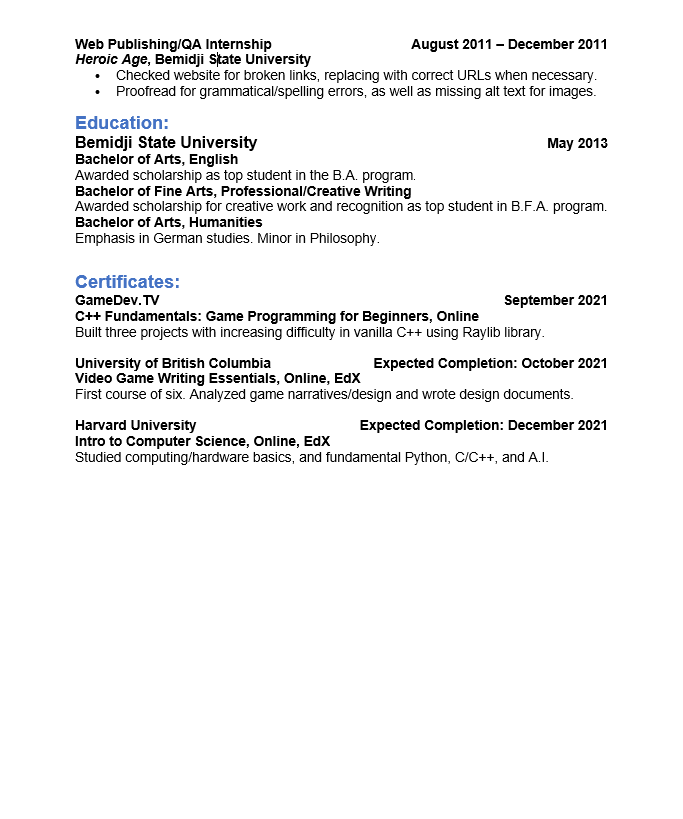 Web Publishing/QA Internship August 2011 – December 2011
Heroic Age, Bemidji State University
• Checked website for broken links, replacing with correct URLs when necessary.
• Proofread for grammatical/spelling errors, as well as missing alt text for images.
Education:
Bemidji State University May 2013
Bachelor of Arts, English
Awarded scholarship as top student in the B.A. program.
Bachelor of Fine Arts, Professional/Creative Writing
Awarded scholarship for creative work and recognition as top student in B.F.A. program.
Bachelor of Arts, Humanities
Emphasis in German studies. Minor in Philosophy.
Certificates:
GameDev.TV September 2021
C++ Fundamentals: Game Programming for Beginners, Online
Built three projects with increasing difficulty in vanilla C++ using Raylib library.
University of British Columbia Expected Completion: October 2021
Video Game Writing Essentials, Online, EdX
First course of six. Analyzed game narratives/design and wrote design documents.
Harvard University Expected Completion: December 2021
Intro to Computer Science, Online, EdX
Studied computing/hardware basics, and fundamental Python, C/C++, and A.I.